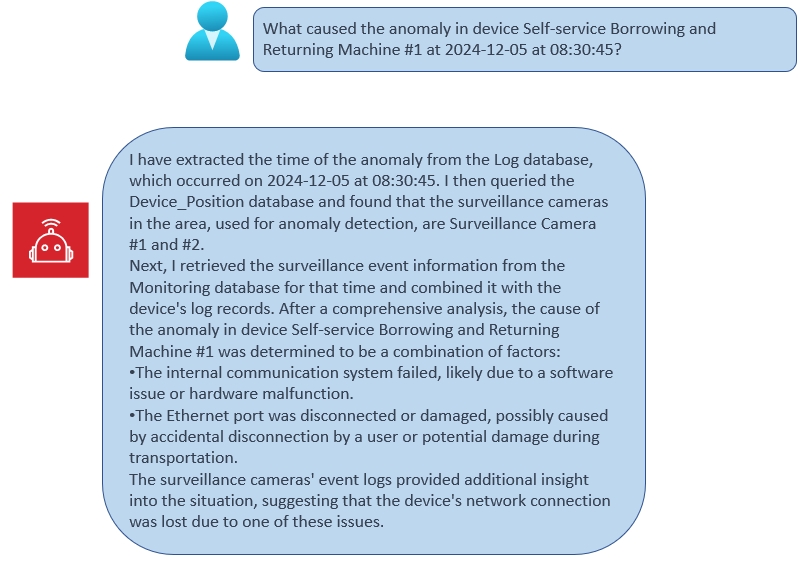 What caused the anomaly in device Self-service Borrowing and
Returning Machine #1 at 2024-12-05 at 08:30:45?
I have extracted the time of the anomaly from the Log database,
which occurred on 2024-12-05 at 08:30:45. I then queried the
Device_Position database and found that the surveillance cameras
in the area, used for anomaly detection, are Surveillance Camera
#1 and #2.
Next, I retrieved the surveillance event information from the
Monitoring database for that time and combined it with the
device's log records. After a comprehensive analysis, the cause of
the anomaly in device Self-service Borrowing and Returning
Machine #1 was determined to be a combination of factors:
•The internal communication system failed, likely due to a software
issue or hardware malfunction.
•The Ethernet port was disconnected or damaged, possibly caused
by accidental disconnection by a user or potential damage during
transportation.
The surveillance cameras' event logs provided additional insight
into the situation, suggesting that the device's network connection
was lost due to one of these issues.